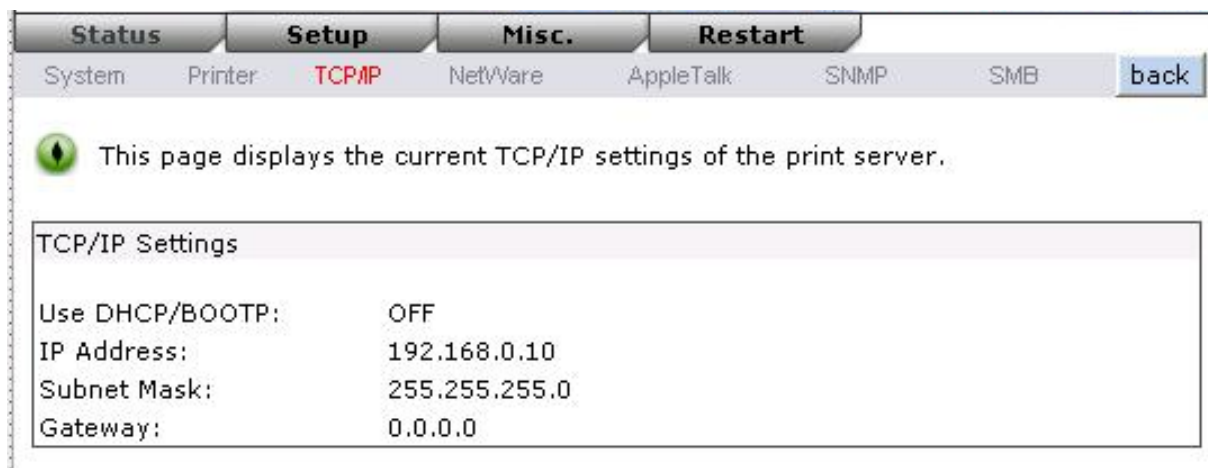 Status Setup Misc. Restart
System Printer TCP/IP NetWare AppleTalk SNMP SMB back
This page displays the current TCP/IP settings of the print server.
TCP/IP Settings
Use DHCP/BOOTP: OFF
IP Address: 192.168.0.10
Subnet Mask: 255.255.255.0
Gateway: 0.0.0.0